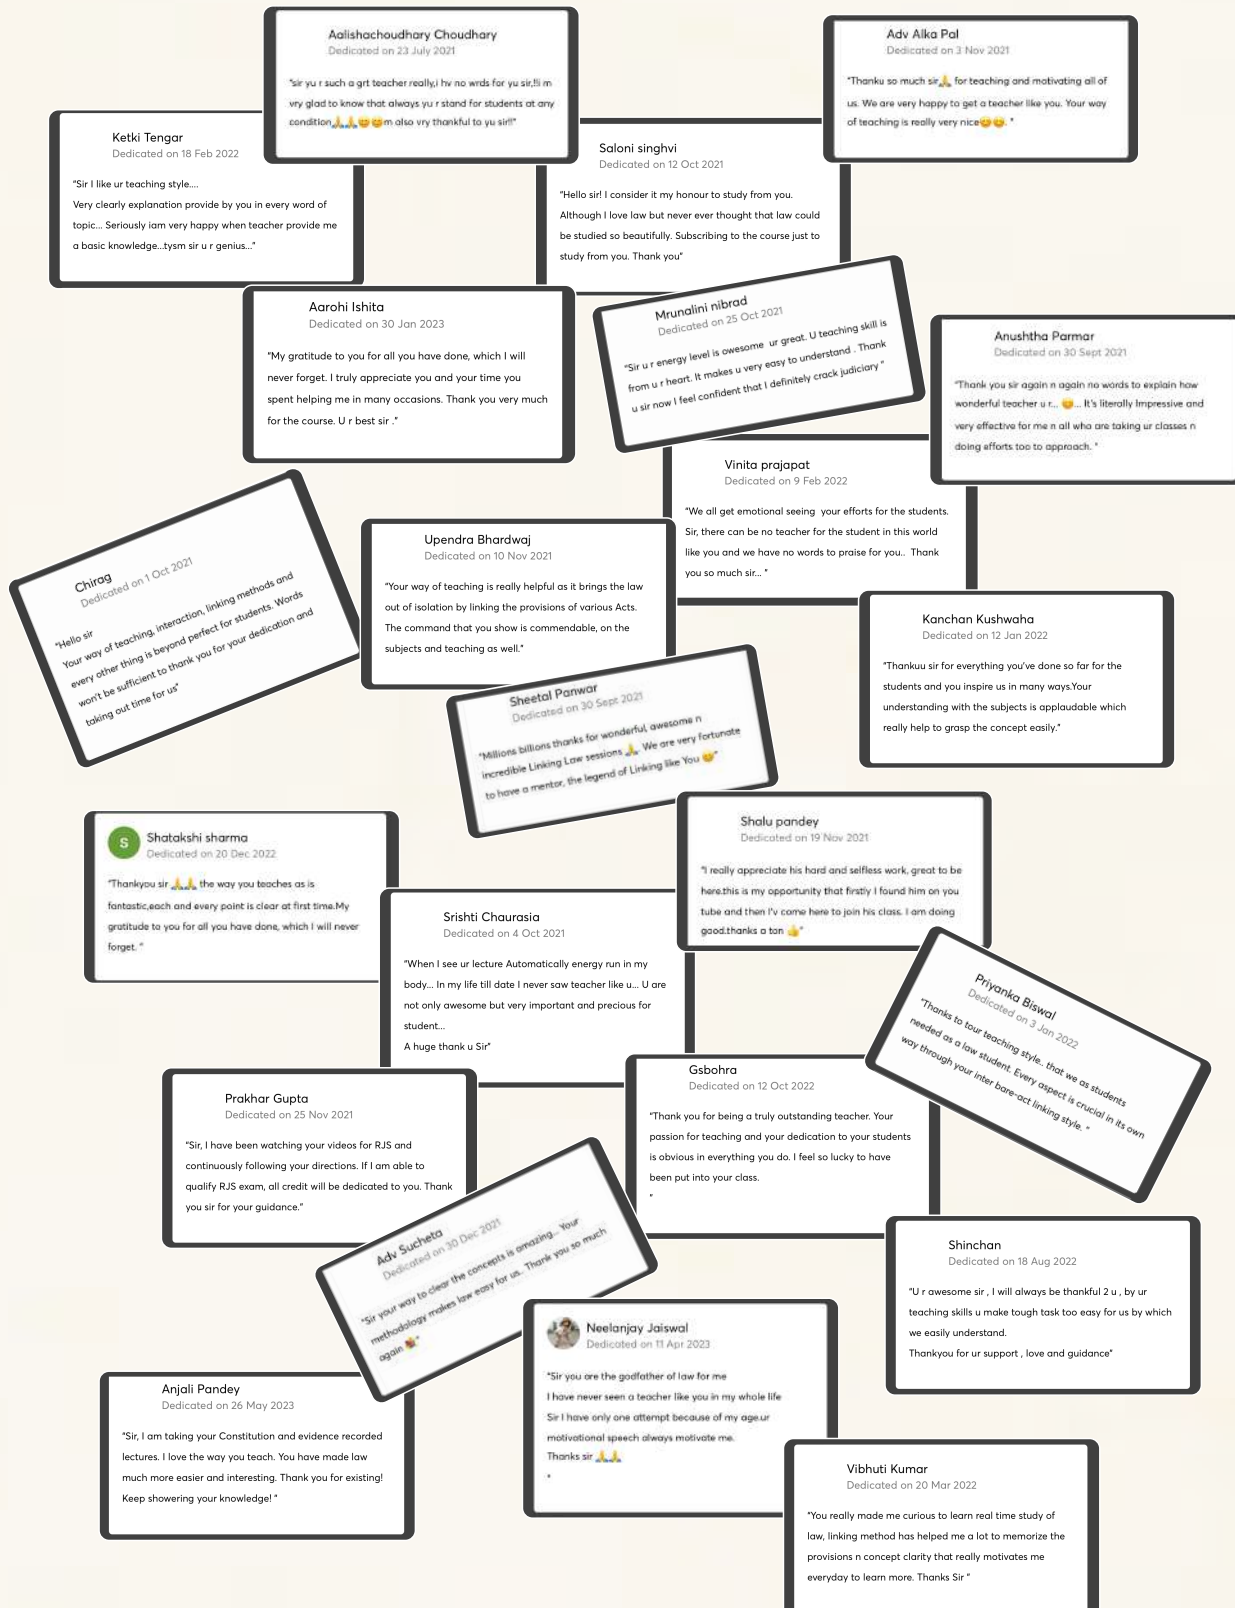 Aalishachoudhary Choudhary
Dedicated on 23 July 2021
"sir yu r such a grt teacher really,i hv no wrds for yu sir,!!i m
vry glad to know that always yu r stand for students at any
condition🙏🙏😊😊m also vry thankful to yu sir!!"
Adv Alka Pal
Dedicated on 3 Nov 2021
"Thanku so much sir🙏 for teaching and motivating all of
us. We are very happy to get a teacher like you. Your way
of teaching is really very nice😊😊. "
Ketki Tengar
Dedicated on 18 Feb 2022
"Sir I like ur teaching style....
Very clearly explanation provide by you in every word of
topic... Seriously iam very happy when teacher provide me
a basic knowledge...tysm sir u r genius..."
Saloni singhvi
Dedicated on 12 Oct 2021
"Hello sir! I consider it my honour to study from you.
Although I love law but never ever thought that law could
be studied so beautifully. Subscribing to the course just to
study from you. Thank you"
Aarohi Ishita
Dedicated on 30 Jan 2023
"My gratitude to you for all you have done, which I will
never forget. I truly appreciate you and your time you
spent helping me in many occasions. Thank you very much
for the course. U r best sir ."
Mrunalini nibrad
Dedicated on 25 Oct 2021
"Sir u r energy level is owesome ur great. U teaching skill is
from u r heart. It makes u very easy to understand . Thank
u sir now I feel confident that I definitely crack judiciary "
Anushtha Parmar
Dedicated on 30 Sept 2021
"Thank you sir again n again no words to explain how
wonderful teacher u r... 😊... It's literally Impressive and
very effective for me n all who are taking ur classes n
doing efforts too to approach. "
Vinita prajapat
Dedicated on 9 Feb 2022
"We all get emotional seeing your efforts for the students.
Sir, there can be no teacher for the student in this world
like you and we have no words to praise for you.. Thank
you so much sir... "
Chirag
Dedicated on 1 Oct 2021
"Hello sir
Your way of teaching, interaction, linking methods and
every other thing is beyond perfect for students. Words
won't be sufficient to thank you for your dedication and
taking out time for us"
Upendra Bhardwaj
Dedicated on 10 Nov 2021
"Your way of teaching is really helpful as it brings the law
out of isolation by linking the provisions of various Acts.
The command that you show is commendable, on the
subjects and teaching as well."
Kanchan Kushwaha
Dedicated on 12 Jan 2022
"Thankuu sir for everything you've done so far for the
students and you inspire us in many ways.Your
understanding with the subjects is applaudable which
really help to grasp the concept easily."
Sheetal Panwar
Dedicated on 30 Sept 2021
"Millions billions thanks for wonderful, awesome n
incredible Linking Law sessions 🙏. We are very fortunate
to have a mentor, the legend of Linking like You 😊"
Shalu pandey
Dedicated on 19 Nov 2021
"I really appreciate his hard and selfless work, great to be
here.this is my opportunity that firstly I found him on you
tube and then I'v come here to join his class. I am doing
good.thanks a ton 👍"
S
Shatakshi sharma
Dedicated on 20 Dec 2022
"Thankyou sir 🙏🙏 the way you teaches as is
fantastic,each and every point is clear at first time.My
gratitude to you for all you have done, which I will never
forget. "
Srishti Chaurasia
Dedicated on 4 Oct 2021
"When I see ur lecture Automatically energy run in my
body... In my life till date I never saw teacher like u... U are
not only awesome but very important and precious for
student...
A huge thank u Sir"
Priyanka Biswal
Dedicated on 3 Jan 2022
"Thanks to tour teaching style.. that we as students
needed as a law student. Every aspect is crucial in its own
way through your inter bare-act linking style. "
Gsbohra
Dedicated on 12 Oct 2022
"Thank you for being a truly outstanding teacher. Your
passion for teaching and your dedication to your students
is obvious in everything you do. I feel so lucky to have
been put into your class.
"
Prakhar Gupta
Dedicated on 25 Nov 2021
"Sir, I have been watching your videos for RJS and
continuously following your directions. If I am able to
qualify RJS exam, all credit will be dedicated to you. Thank
you sir for your guidance."
Adv Sucheta
Dedicated on 30 Dec 2021
"Sir your way to clear the concepts is amazing... Your
methodology makes law easy for us.. Thank you so much
again 🎉"
Shinchan
Dedicated on 18 Aug 2022
"U r awesome sir , I will always be thankful 2 u , by ur
teaching skills u make tough task too easy for us by which
we easily understand.
Thankyou for ur support , love and guidance"
Neelanjay Jaiswal
Dedicated on 11 Apr 2023
"Sir you are the godfather of law for me
I have never seen a teacher like you in my whole life
Sir I have only one attempt because of my age.ur
motivational speech always motivate me.
Thanks sir 🙏🙏
"
Anjali Pandey
Dedicated on 26 May 2023
"Sir, I am taking your Constitution and evidence recorded
lectures. I love the way you teach. You have made law
much more easier and interesting. Thank you for existing!
Keep showering your knowledge! "
Vibhuti Kumar
Dedicated on 20 Mar 2022
"You really made me curious to learn real time study of
law, linking method has helped me a lot to memorize the
provisions n concept clarity that really motivates me
everyday to learn more. Thanks Sir "